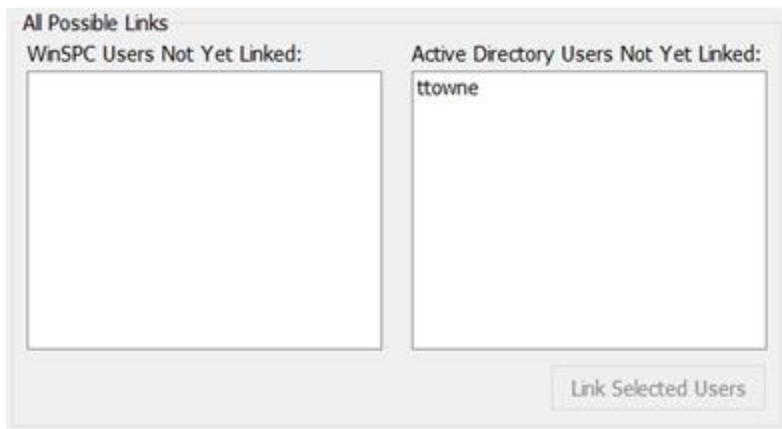 All Possible Links
WinSPC Users Not Yet Linked:
Active Directory Users Not Yet Linked:
ttowne
Link Selected Users